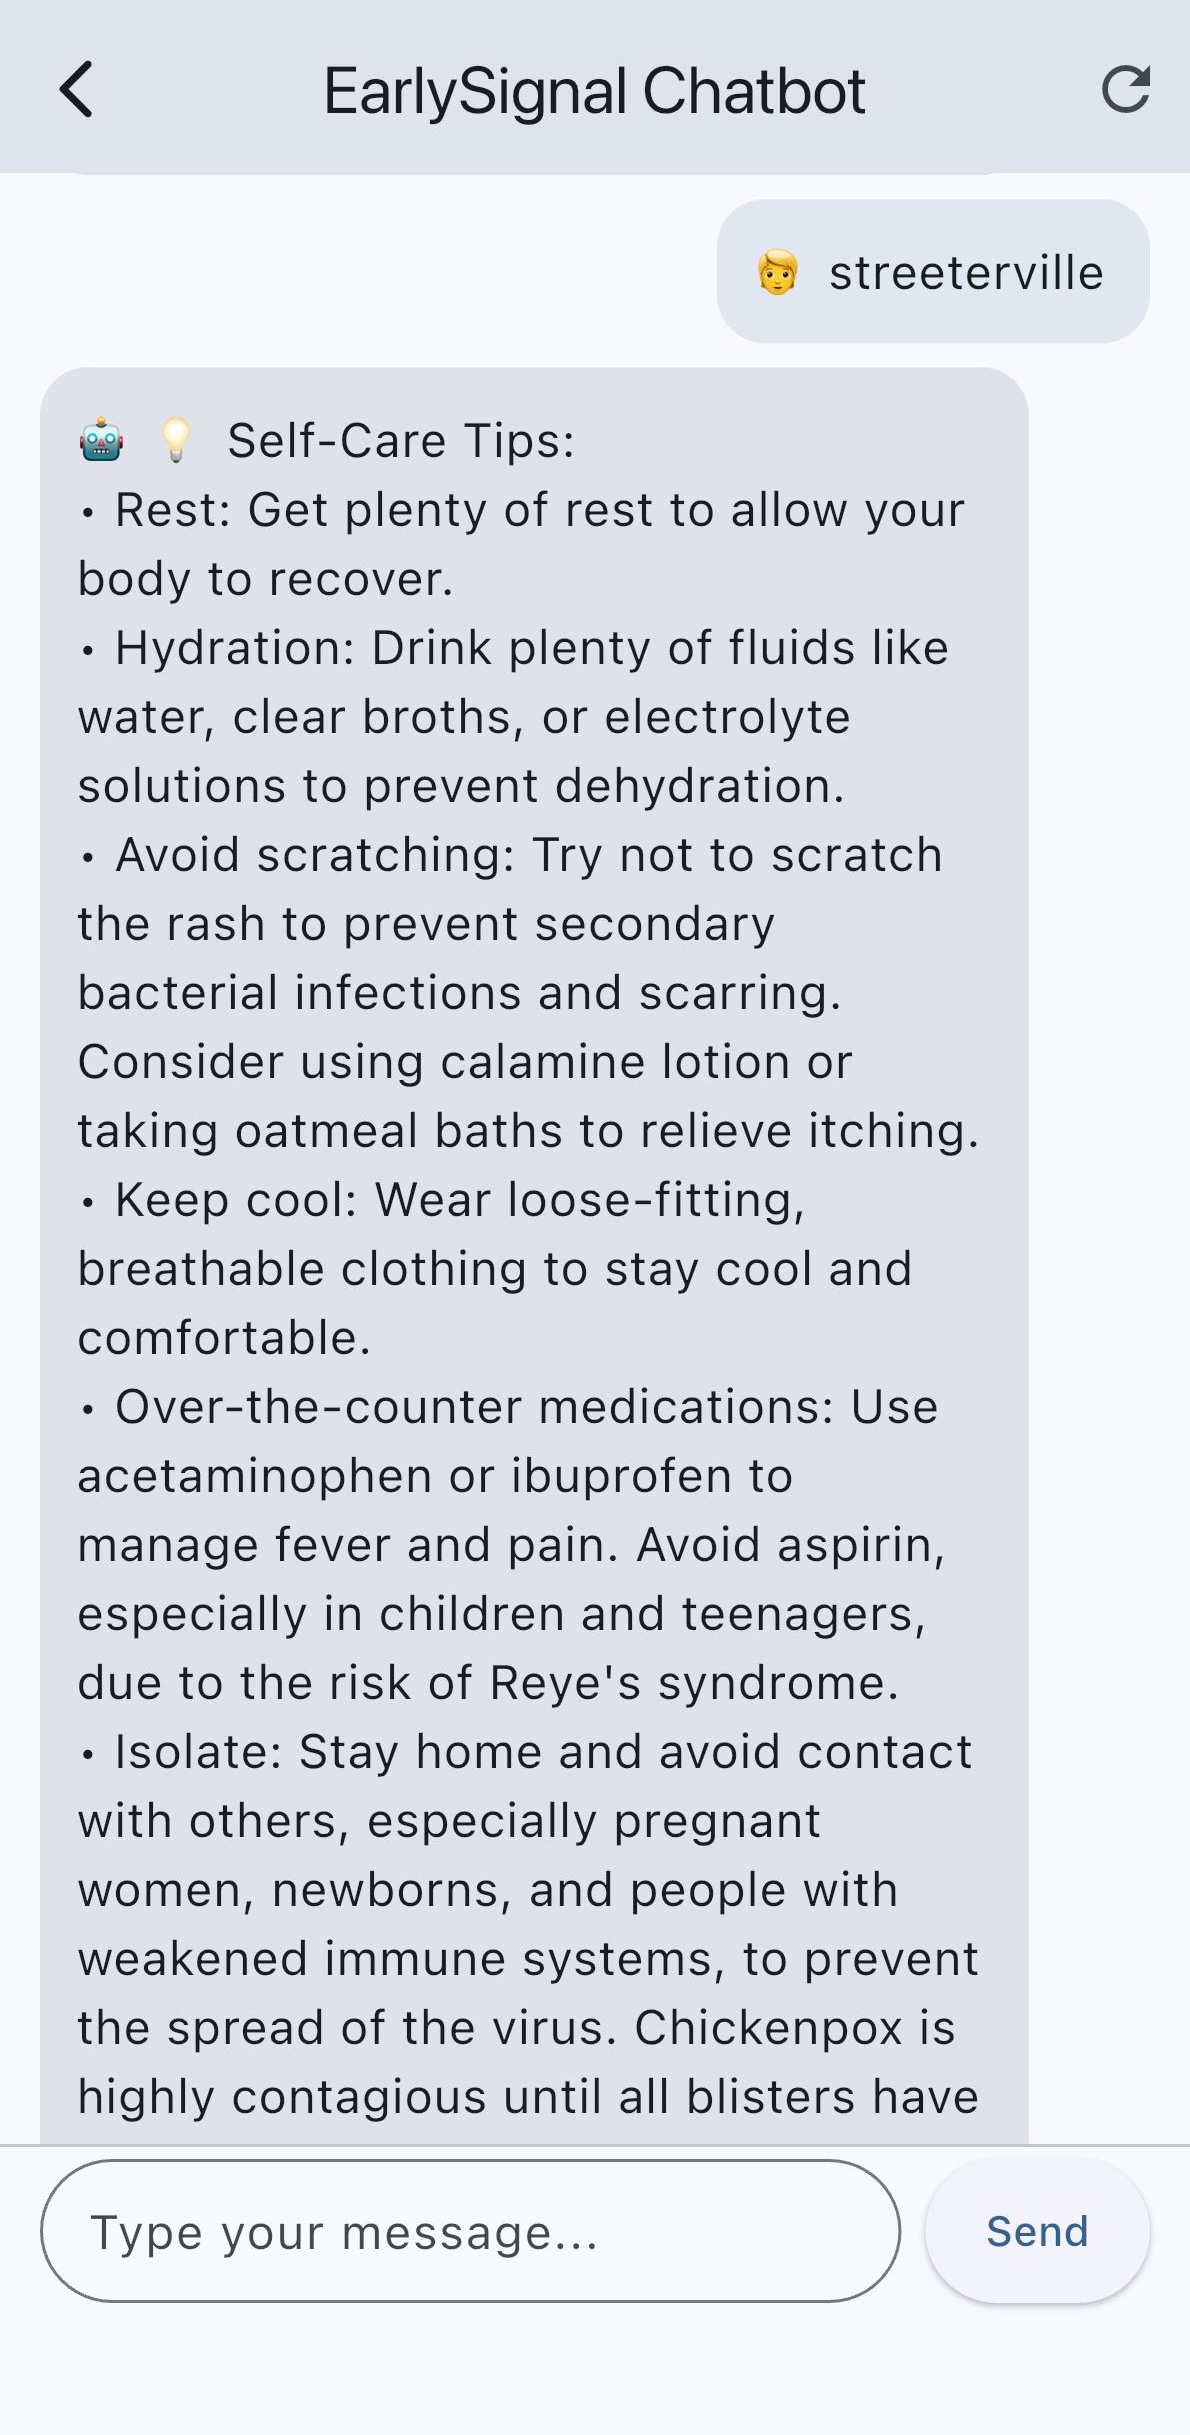 EarlySignal Chatbot
streeterville
Self-Care Tips:
• Rest: Get plenty of rest to allow your
body to recover.
• Hydration: Drink plenty of fluids like
water, clear broths, or electrolyte
solutions to prevent dehydration.
• Avoid scratching: Try not to scratch
the rash to prevent secondary
bacterial infections and scarring.
Consider using calamine lotion or
taking oatmeal baths to relieve itching.
• Keep cool: Wear loose-fitting,
breathable clothing to stay cool and
comfortable.
• Over-the-counter medications: Use
acetaminophen or ibuprofen to
manage fever and pain. Avoid aspirin,
especially in children and teenagers,
due to the risk of Reye's syndrome.
• Isolate: Stay home and avoid contact
with others, especially pregnant
women, newborns, and people with
weakened immune systems, to prevent
the spread of the virus. Chickenpox is
highly contagious until all blisters have
Type your message...
Send